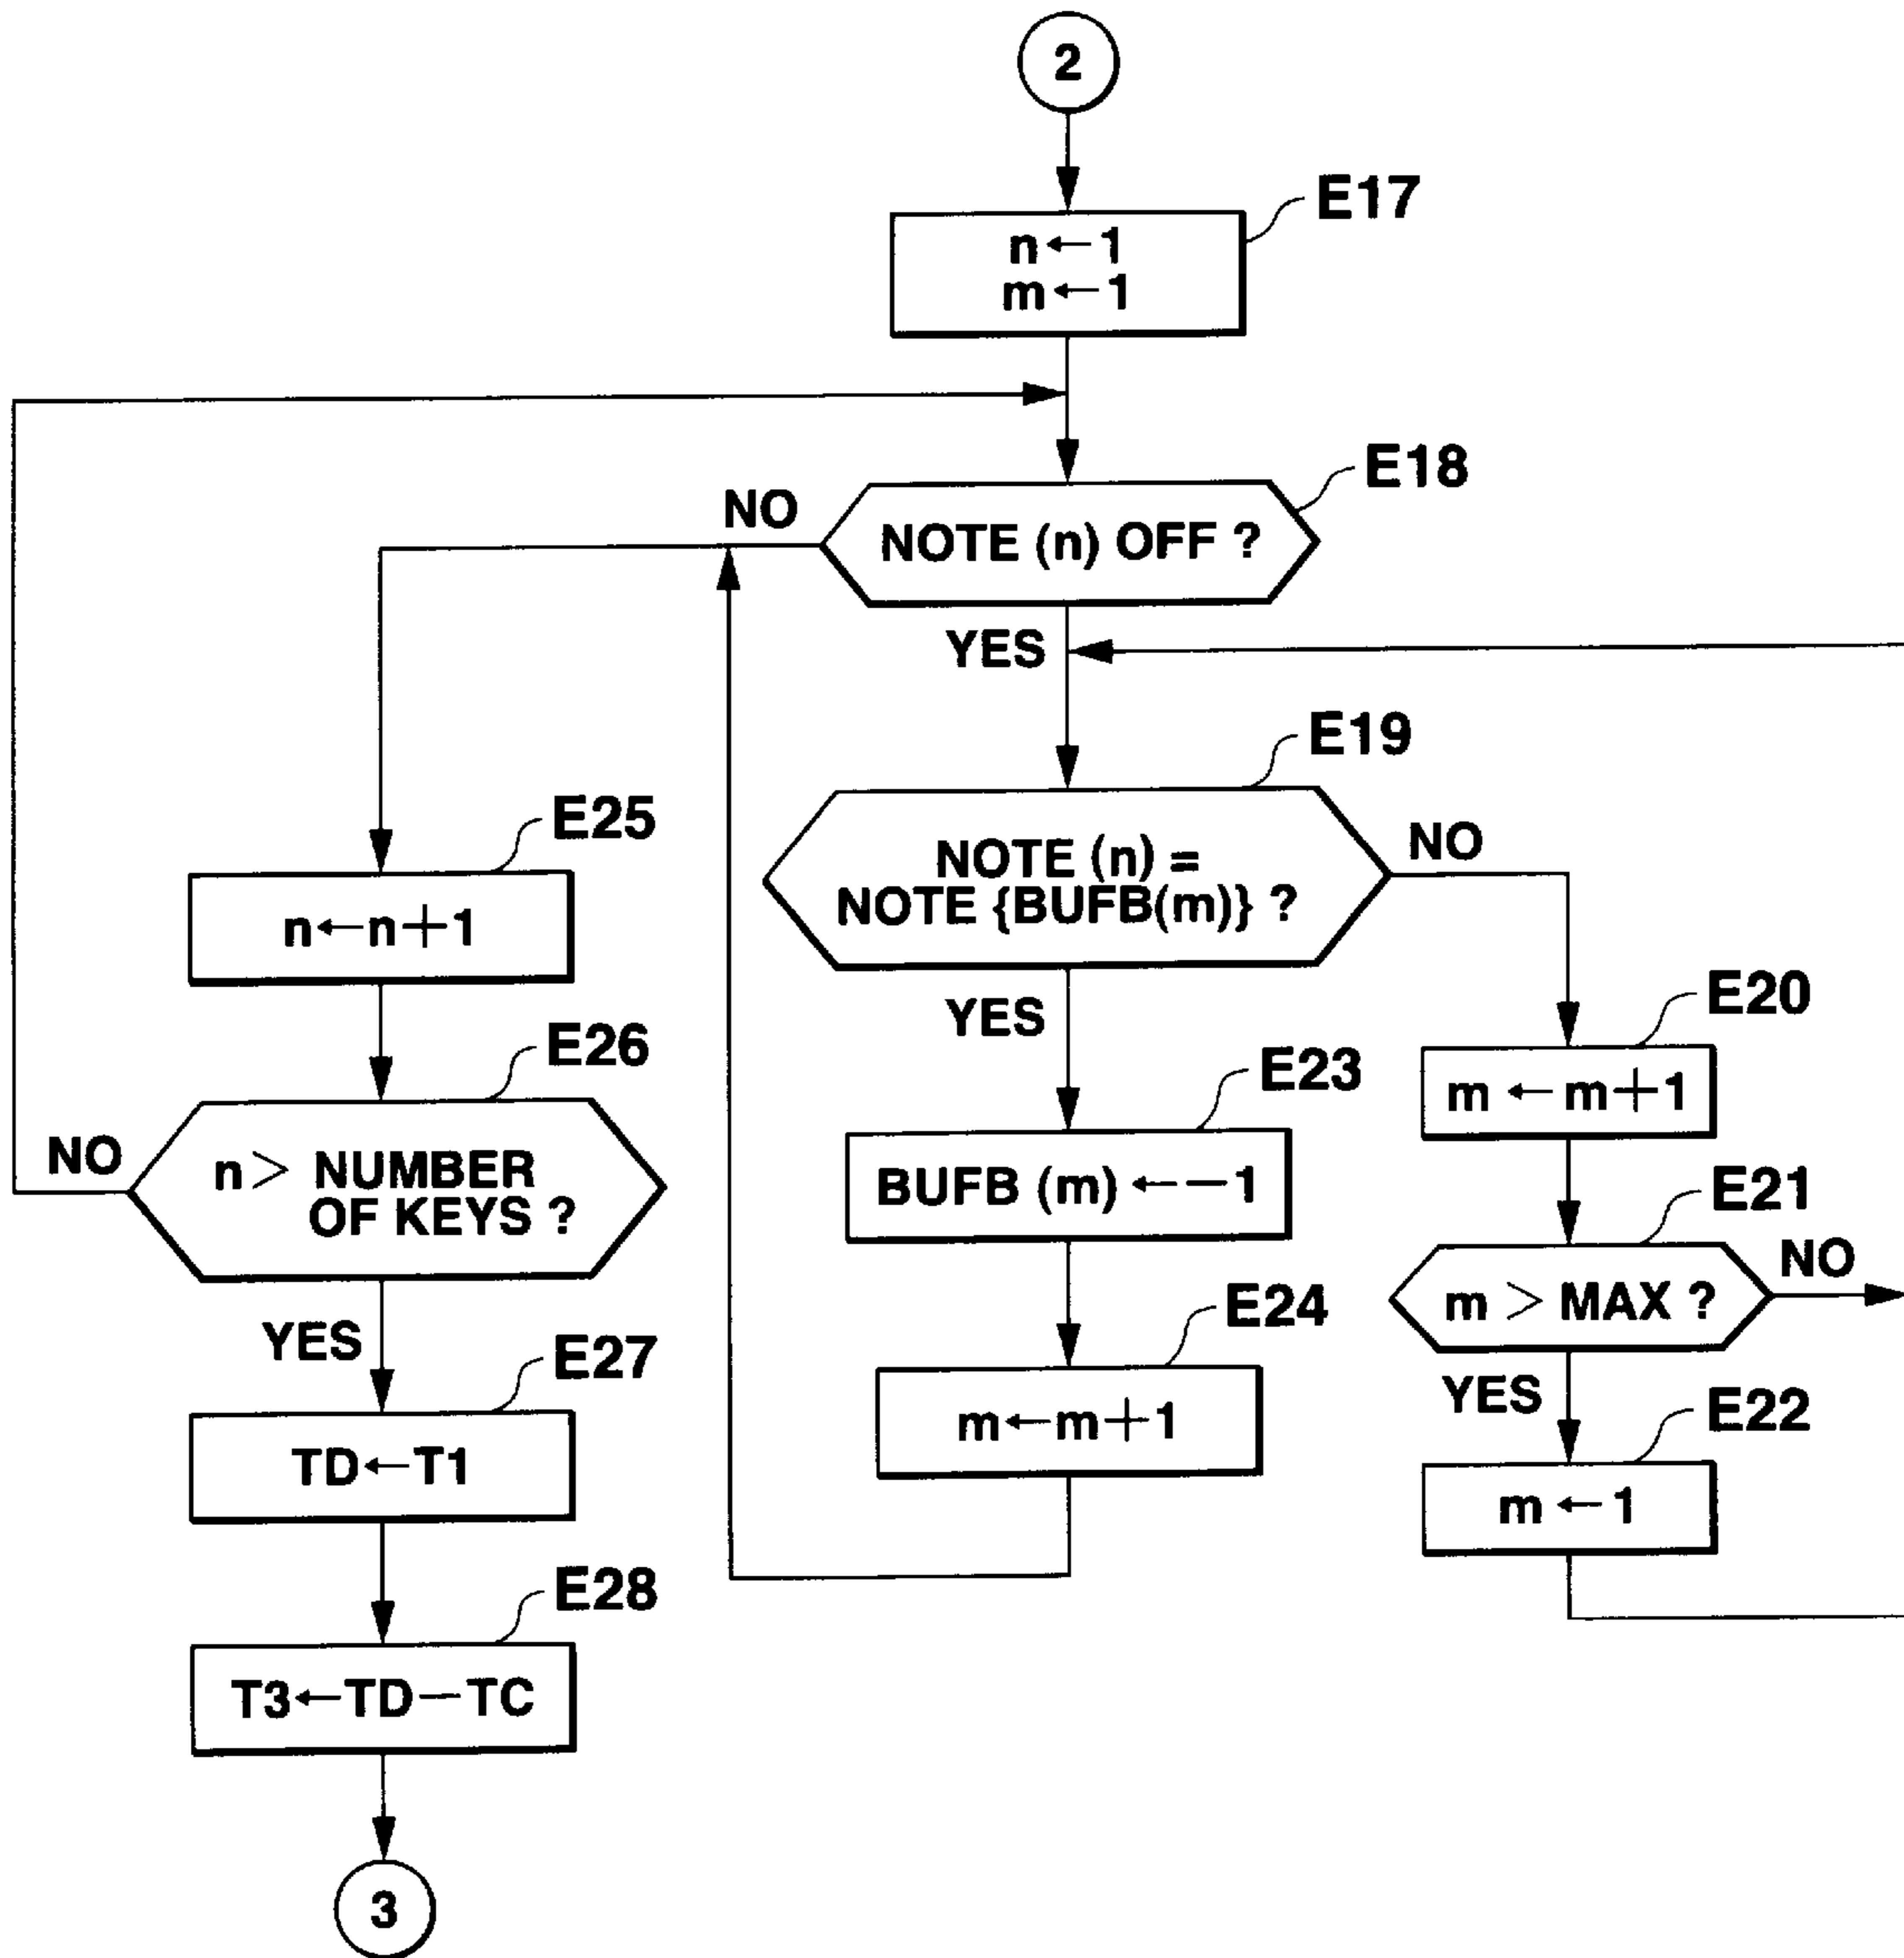 2
E17
n←1
m←1
E18
NO
NOTE (n) OFF ?
YES
E19
NOTE (n) =
NOTE {BUFB(m)} ?
NO
YES
E25
n←n+1
E20
m ← m+1
E26
n > NUMBER
OF KEYS ?
NO
YES
E23
BUFB (m) ← −1
E21
m > MAX ?
NO
YES
E24
m←m+1
E27
TD←T1
E22
m ← 1
E28
T3←TD−TC
3